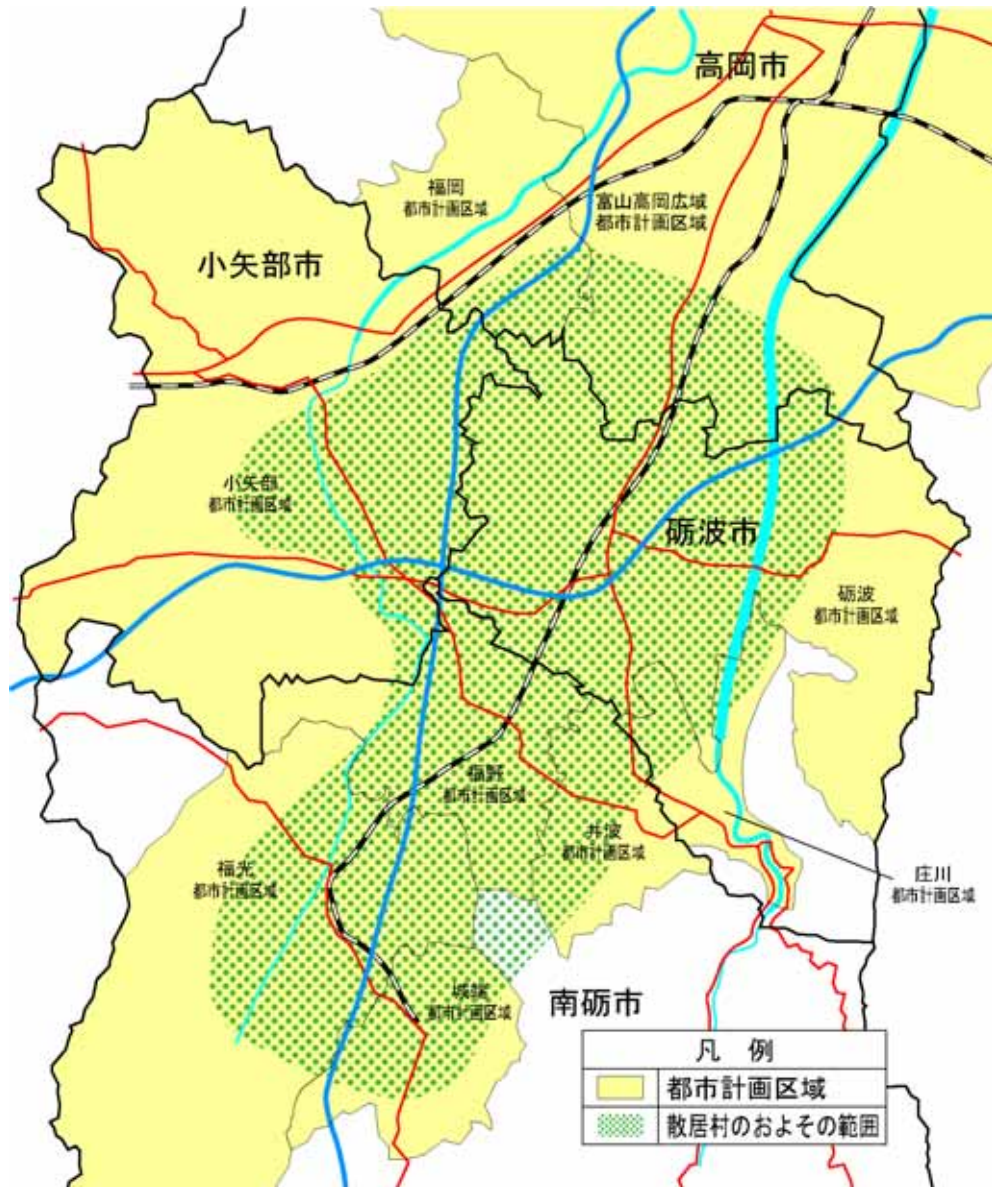 高岡市
福岡
都市計画区域
富山高岡広域
都市計画区域
小矢部市
小矢部
都市計画区域
砺波市
砺波
都市計画区域
福野
都市計画区域
井波
都市計画区域
福光
都市計画区域
庄川
都市計画区域
城端
都市計画区域
南砺市
凡 例
都市計画区域
散居村のおよその範囲